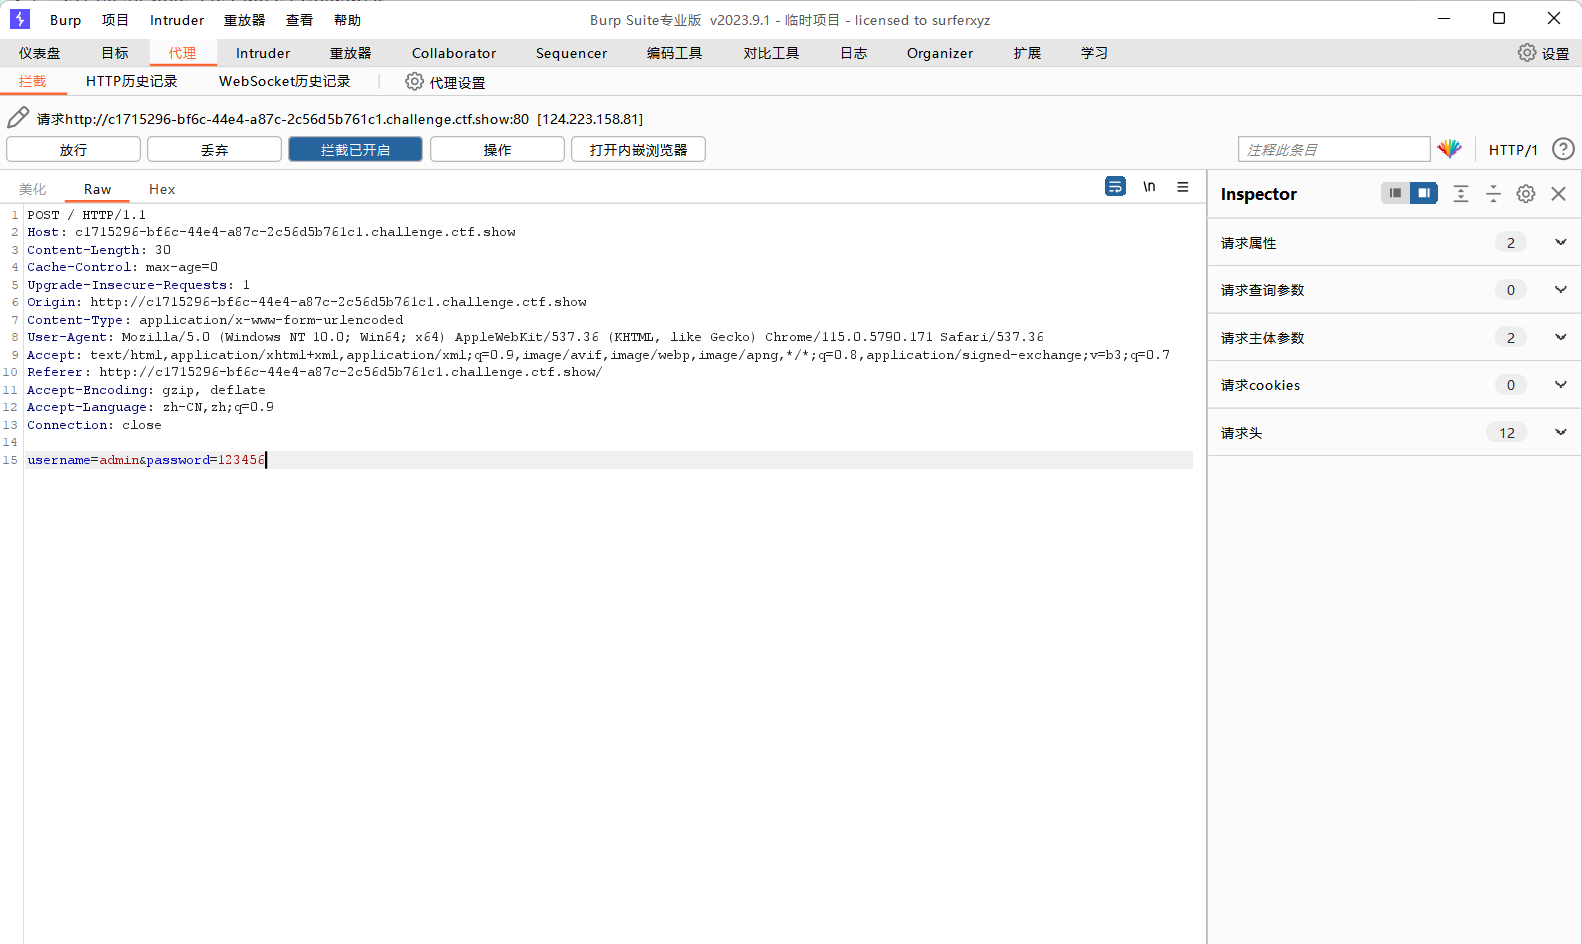 Burp 项目 Intruder 重放器 查看 帮助 Burp Suite专业版 v2023.9.1 - 临时项目 - licensed to surferxyz
仪表盘 目标 代理 Intruder 重放器 Collaborator Sequencer 编码工具 对比工具 日志 Organizer 扩展 学习 设置
拦截 HTTP历史记录 WebSocket历史记录 代理设置
请求http://c1715296-bf6c-44e4-a87c-2c56d5b761c1.challenge.ctf.show:80 [124.223.158.81]
放行 丢弃 拦截已开启 操作 打开内嵌浏览器 注释此条目 HTTP/1 ?
美化 Raw Hex \n
1 POST / HTTP/1.1
2 Host: c1715296-bf6c-44e4-a87c-2c56d5b761c1.challenge.ctf.show
3 Content-Length: 30
4 Cache-Control: max-age=0
5 Upgrade-Insecure-Requests: 1
6 Origin: http://c1715296-bf6c-44e4-a87c-2c56d5b761c1.challenge.ctf.show
7 Content-Type: application/x-www-form-urlencoded
8 User-Agent: Mozilla/5.0 (Windows NT 10.0; Win64; x64) AppleWebKit/537.36 (KHTML, like Gecko) Chrome/115.0.5790.171 Safari/537.36
9 Accept: text/html,application/xhtml+xml,application/xml;q=0.9,image/avif,image/webp,image/apng,*/*;q=0.8,application/signed-exchange;v=b3;q=0.7
10 Referer: http://c1715296-bf6c-44e4-a87c-2c56d5b761c1.challenge.ctf.show/
11 Accept-Encoding: gzip, deflate
12 Accept-Language: zh-CN,zh;q=0.9
13 Connection: close
14
15 username=admin&password=123456
Inspector
请求属性 2
请求查询参数 0
请求主体参数 2
请求cookies 0
请求头 12